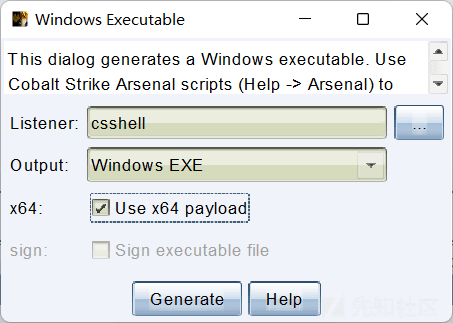 Windows Executable
This dialog generates a Windows executable. Use
Cobalt Strike Arsenal scripts (Help -> Arsenal) to
Listener: csshell ...
Output: Windows EXE
x64: Use x64 payload
sign: Sign executable file
Generate Help
先知社区